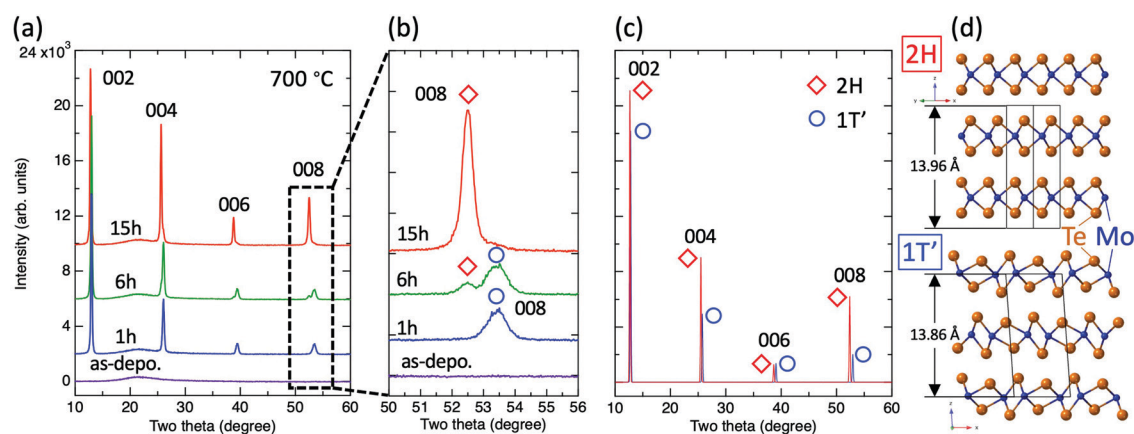 (a)
24 x10³
20
16
12
8
4
0
Intensity (arb. units)
002
004
006
008
700 °C
15h
6h
1h
as-depo.
10 20 30 40 50 60
Two theta (degree)
(b)
008
15h
6h
1h
008
as-depo.
50 51 52 53 54 55 56
Two theta (degree)
(c)
002
004
006
008
2H
1T’
10 20 30 40 50 60
Two theta (degree)
(d)
2H
z
y x
13.96 Å
Te Mo
1T’
13.86 Å
z
y x